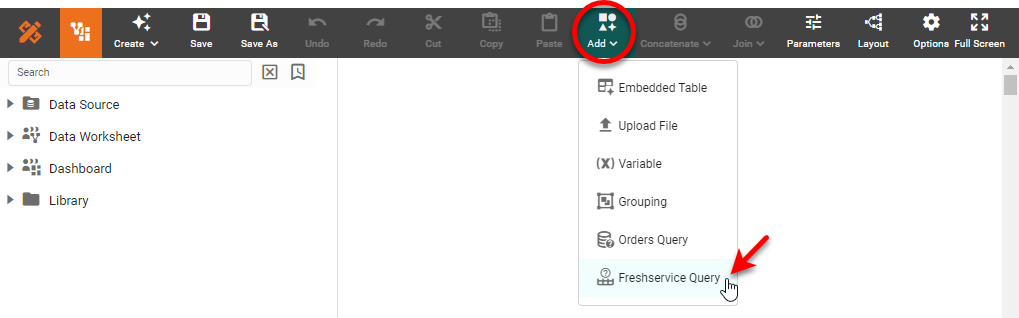 Create Save Save As Undo Redo Cut Copy Paste Add Concatenate Join Parameters Layout Options Full Screen
Search
Data Source
Data Worksheet
Dashboard
Library
Embedded Table
Upload File
(X) Variable
Grouping
Orders Query
Freshservice Query